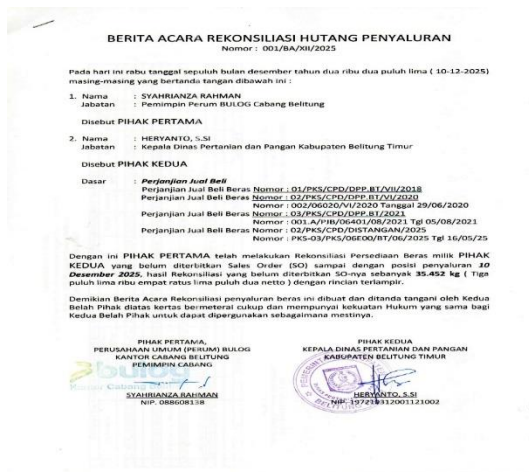 BERITA ACARA REKONSILIASI HUTANG PENYALURAN
Nomor : 001/BA/XII/2025
Pada hari ini rabu tanggal sepuluh bulan desember tahun dua ribu dua puluh lima ( 10-12-2025)
masing-masing yang bertanda tangan dibawah ini :
1. Nama : SYAHRIANZA RAHMAN
Jabatan : Pemimpin Perum BULOG Cabang Belitung
Disebut PIHAK PERTAMA
2. Nama : HERYANTO, S.SI
Jabatan : Kepala Dinas Pertanian dan Pangan Kabupaten Belitung Timur
Disebut PIHAK KEDUA
Dasar : Perjanjian Jual Beli
Perjanjian Jual Beli Beras Nomor : 01/PKS/CPD/DPP.BT/VII/2018
Perjanjian Jual Beli Beras Nomor : 02/PKS/CPD/DPP.BT/VI/2020
Nomor : 002/06020/VI/2020 Tanggal 29/06/2020
Perjanjian Jual Beli Beras Nomor : 03/PKS/CPD/DPP.BT/2021
Nomor : 001.A/PJB/06401/08/2021 Tgl 05/08/2021
Perjanjian Jual Beli Beras Nomor : 02/PKS/CPD/DISTANGAN/2025
Nomor : PKS-03/PKS/06E00/BT/06/2025 Tgl 16/05/25
Dengan ini PIHAK PERTAMA telah melakukan Rekonsiliasi Persediaan Beras milik PIHAK
KEDUA yang belum diterbitkan Sales Order (SO) sampai dengan posisi penyaluran 10
Desember 2025, hasil Rekonsiliasi yang belum diterbitkan SO-nya sebanyak 35.452 kg ( Tiga
puluh lima ribu empat ratus lima puluh dua netto ) dengan rincian terlampir.
Demikian Berita Acara Rekonsiliasi penyaluran beras ini dibuat dan ditanda tangani oleh Kedua
Belah Pihak diatas kertas bermeterai cukup dan mempunyai kekuatan Hukum yang sama bagi
Kedua Belah Pihak untuk dapat dipergunakan sebagaimana mestinya.
PIHAK PERTAMA,
PERUSAHAAN UMUM (PERUM) BULOG
KANTOR CABANG BELITUNG
PEMIMPIN CABANG
bulog
Kantor Cabang
SYAHRIANZA RAHMAN
NIP. 088608138
PIHAK KEDUA
KEPALA DINAS PERTANIAN DAN PANGAN
KABUPATEN BELITUNG TIMUR
HERYANTO, S.SI
NIP. 197210312001121002